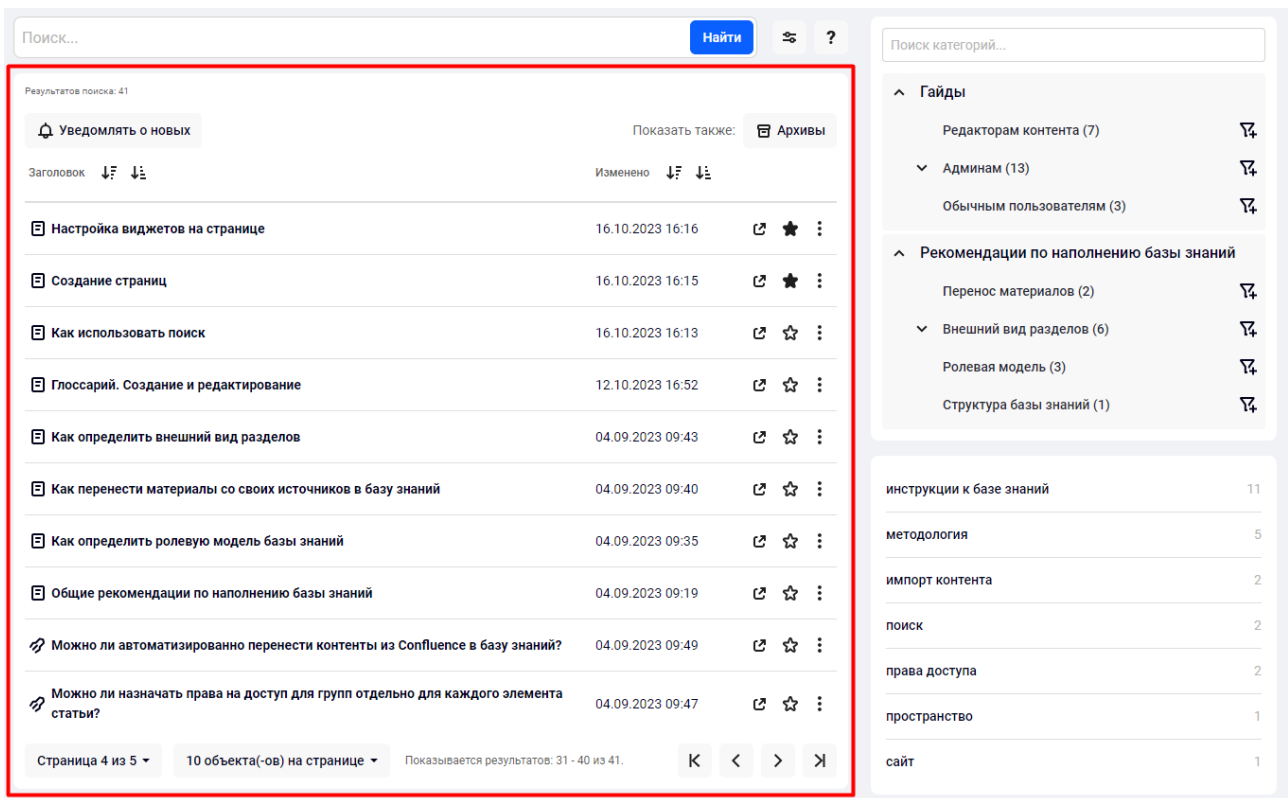 Поиск...
Найти
?
Результатов поиска: 41
Уведомлять о новых
Показать также:
Архивы
Заголовок
Изменено
Настройка виджетов на странице 16.10.2023 16:16
Создание страниц 16.10.2023 16:15
Как использовать поиск 16.10.2023 16:13
Глоссарий. Создание и редактирование 12.10.2023 16:52
Как определить внешний вид разделов 04.09.2023 09:43
Как перенести материалы со своих источников в базу знаний 04.09.2023 09:40
Как определить ролевую модель базы знаний 04.09.2023 09:35
Общие рекомендации по наполнению базы знаний 04.09.2023 09:19
Можно ли автоматизированно перенести контенты из Confluence в базу знаний? 04.09.2023 09:49
Можно ли назначать права на доступ для групп отдельно для каждого элемента
статьи?
04.09.2023 09:47
Страница 4 из 5
10 объекта(-ов) на странице
Показывается результатов: 31 - 40 из 41.
Поиск категорий...
Гайды
Редакторам контента (7)
Админам (13)
Обычным пользователям (3)
Рекомендации по наполнению базы знаний
Перенос материалов (2)
Внешний вид разделов (6)
Ролевая модель (3)
Структура базы знаний (1)
инструкции к базе знаний 11
методология 5
импорт контента 2
поиск 2
права доступа 2
пространство 1
сайт 1